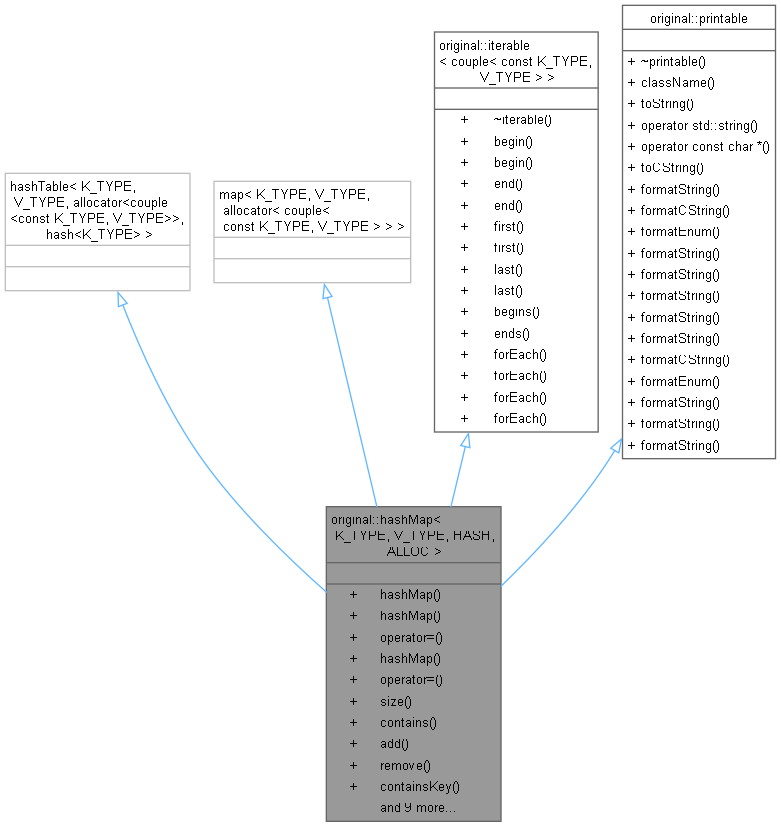 hashTable< K_TYPE,
V_TYPE, allocator<couple
<const K_TYPE, V_TYPE>>,
hash<K_TYPE> >
map< K_TYPE, V_TYPE,
allocator< couple<
const K_TYPE, V_TYPE > > >
original::iterable
< couple< const K_TYPE,
V_TYPE > >
+ ~iterable()
+ begin()
+ begin()
+ end()
+ end()
+ first()
+ first()
+ last()
+ last()
+ begins()
+ ends()
+ forEach()
+ forEach()
+ forEach()
+ forEach()
original::printable
+ ~printable()
+ className()
+ toString()
+ operator std::string()
+ operator const char *()
+ toCString()
+ formatString()
+ formatCString()
+ formatEnum()
+ formatString()
+ formatString()
+ formatString()
+ formatString()
+ formatString()
+ formatCString()
+ formatEnum()
+ formatString()
+ formatString()
+ formatString()
original::hashMap<
K_TYPE, V_TYPE, HASH,
ALLOC >
+ hashMap()
+ hashMap()
+ operator=()
+ hashMap()
+ operator=()
+ size()
+ contains()
+ add()
+ remove()
+ containsKey()
and 9 more...